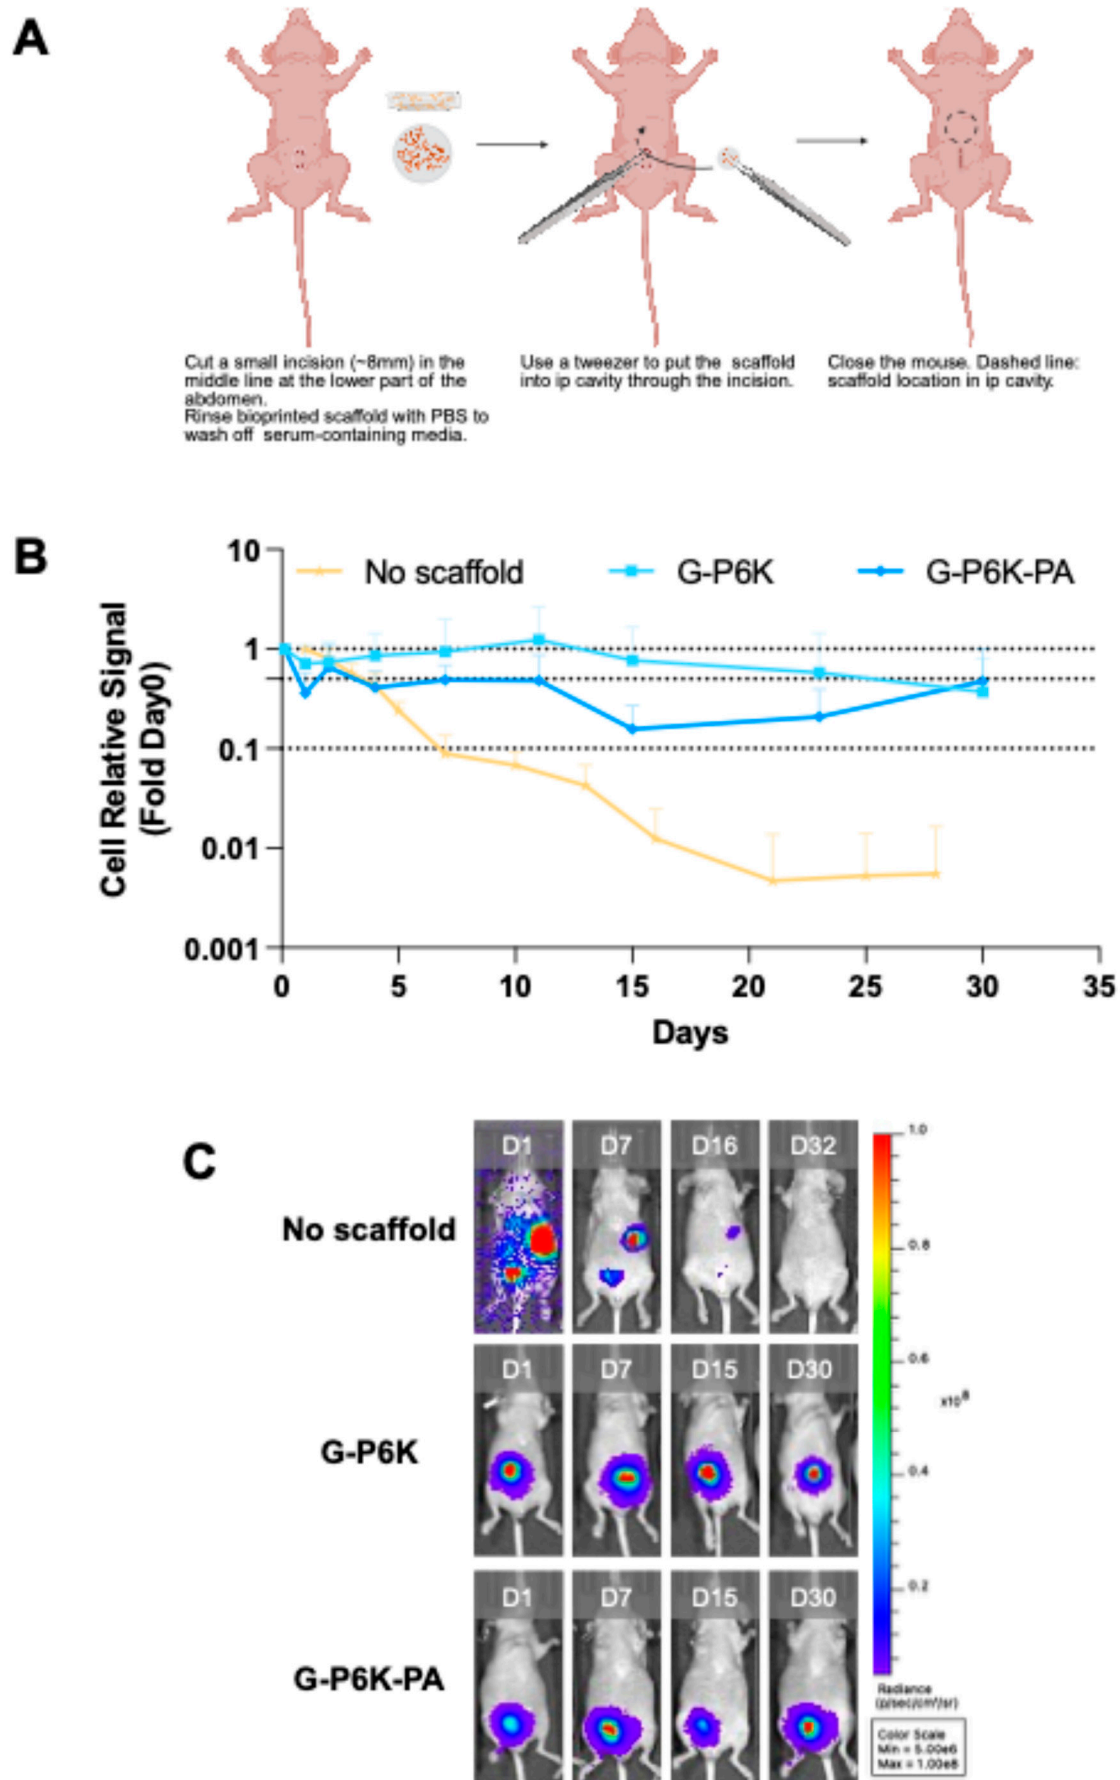 A
Cut a small incision (~8mm) in the
middle line at the lower part of the
abdomen.
Rinse bioprinted scaffold with PBS to
wash off serum-containing media.
Use a tweezer to put the scaffold
into ip cavity through the incision.
Close the mouse. Dashed line:
scaffold location in ip cavity.
B
No scaffold
G-P6K
G-P6K-PA
Cell Relative Signal
(Fold Day0)
10
1
0.1
0.01
0.001
0 5 10 15 20 25 30 35
Days
C
No scaffold
D1 D7 D16 D32
G-P6K
D1 D7 D15 D30
G-P6K-PA
D1 D7 D15 D30
1.0
0.8
0.6
x10⁸
0.4
0.2
Radiance
(p/sec/cm²/sr)
Color Scale
Min = 5.00e6
Max = 1.00e8